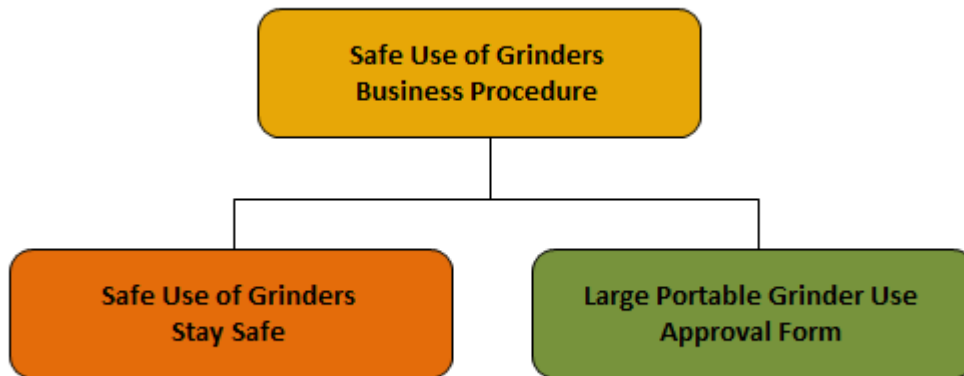 Safe Use of Grinders
Business Procedure
Safe Use of Grinders
Stay Safe
Large Portable Grinder Use
Approval Form